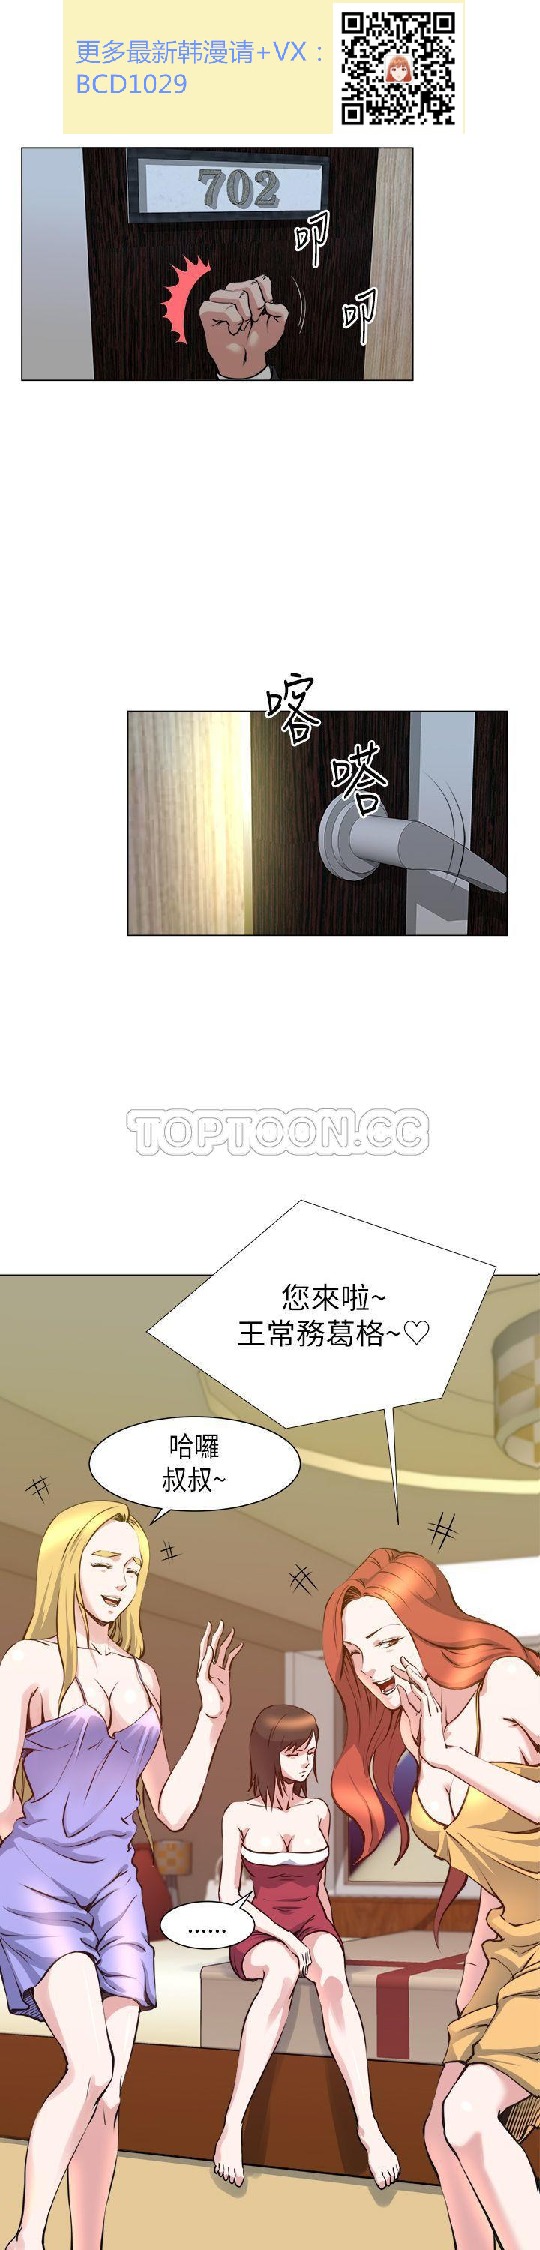 更多最新韩漫请+VX：
BCD1029
702
叩
叩
喀
嗒
TOPTOON.CC
您來啦~
王常務葛格~♡
哈囉
叔叔~
......